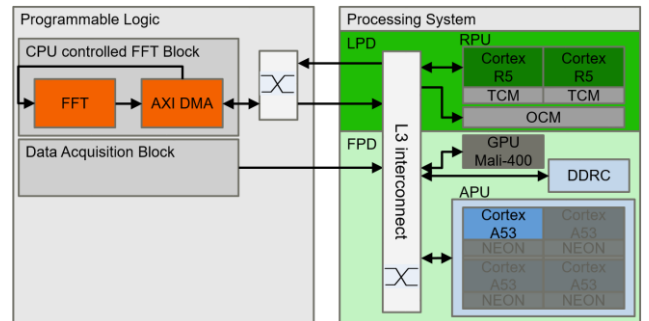 Programmable Logic
CPU controlled FFT Block
FFT
AXI DMA
Data Acquisition Block
Processing System
LPD
RPU
Cortex
R5
Cortex
R5
TCM
TCM
OCM
L3 interconnect
FPD
GPU
Mali-400
DDRC
APU
Cortex
A53
Cortex
A53
NEON
NEON
Cortex
A53
Cortex
A53
NEON
NEON